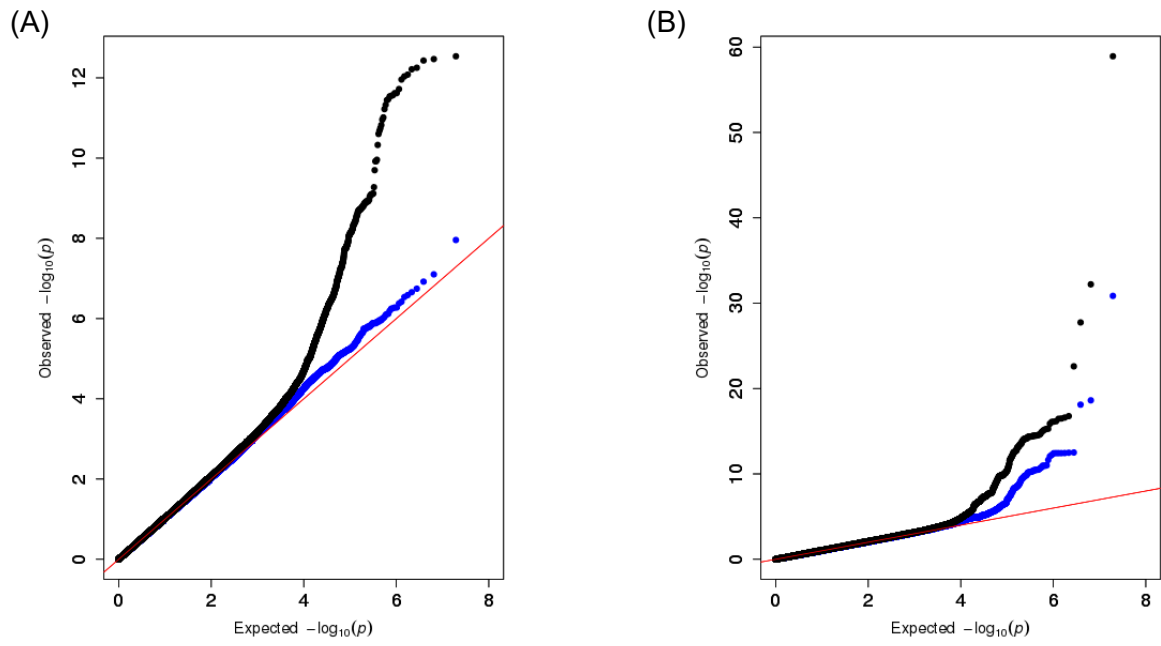 (A)
12
10
8
6
4
2
0
Observed −log₁₀(p)
0 2 4 6 8
Expected −log₁₀(p)
(B)
60
50
40
30
20
10
0
Observed −log₁₀(p)
0 2 4 6 8
Expected −log₁₀(p)